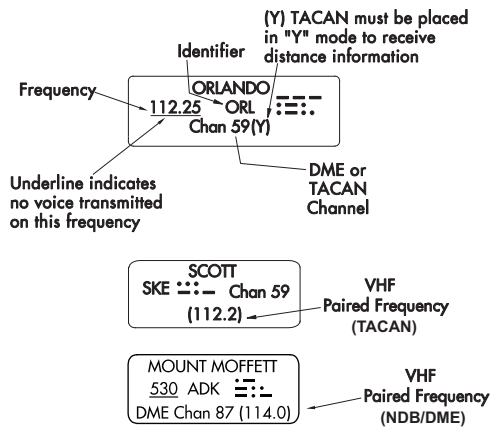 (Y) TACAN must be placed
in "Y" mode to receive
distance information
Identifier
Frequency
ORLANDO
112.25 ORL
Chan 59(Y)
Underline indicates
no voice transmitted
on this frequency
DME or
TACAN
Channel
SCOTT
SKE Chan 59
(112.2)
VHF
Paired Frequency
(TACAN)
MOUNT MOFFETT
530 ADK
DME Chan 87 (114.0)
VHF
Paired Frequency
(NDB/DME)